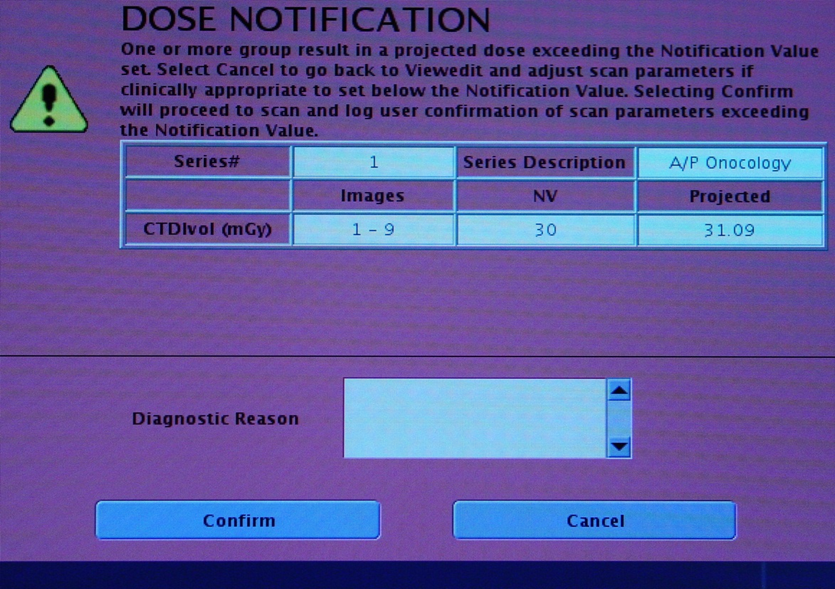 DOSE NOTIFICATION
One or more group result in a projected dose exceeding the Notification Value
set. Select Cancel to go back to Viewedit and adjust scan parameters if
clinically appropriate to set below the Notification Value. Selecting Confirm
will proceed to scan and log user confirmation of scan parameters exceeding
the Notification Value.
Series# 1 Series Description A/P Onocology
Images NV Projected
CTDIvol (mGy) 1 - 9 30 31.09
Diagnostic Reason
Confirm Cancel